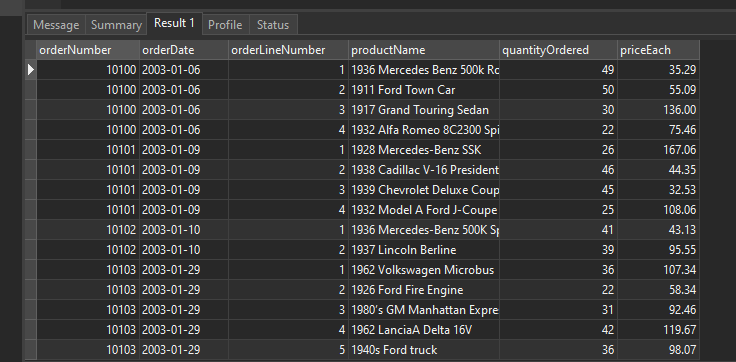 Message Summary Result 1 Profile Status
orderNumber orderDate orderLineNumber productName quantityOrdered priceEach
10100 2003-01-06 1 1936 Mercedes Benz 500k Ro 49 35.29
10100 2003-01-06 2 1911 Ford Town Car 50 55.09
10100 2003-01-06 3 1917 Grand Touring Sedan 30 136.00
10100 2003-01-06 4 1932 Alfa Romeo 8C2300 Spi 22 75.46
10101 2003-01-09 1 1928 Mercedes-Benz SSK 26 167.06
10101 2003-01-09 2 1938 Cadillac V-16 President 46 44.35
10101 2003-01-09 3 1939 Chevrolet Deluxe Coup 45 32.53
10101 2003-01-09 4 1932 Model A Ford J-Coupe 25 108.06
10102 2003-01-10 1 1936 Mercedes-Benz 500K Sp 41 43.13
10102 2003-01-10 2 1937 Lincoln Berline 39 95.55
10103 2003-01-29 1 1962 Volkswagen Microbus 36 107.34
10103 2003-01-29 2 1926 Ford Fire Engine 22 58.34
10103 2003-01-29 3 1980's GM Manhattan Expre 31 92.46
10103 2003-01-29 4 1962 LanciaA Delta 16V 42 119.67
10103 2003-01-29 5 1940s Ford truck 36 98.07